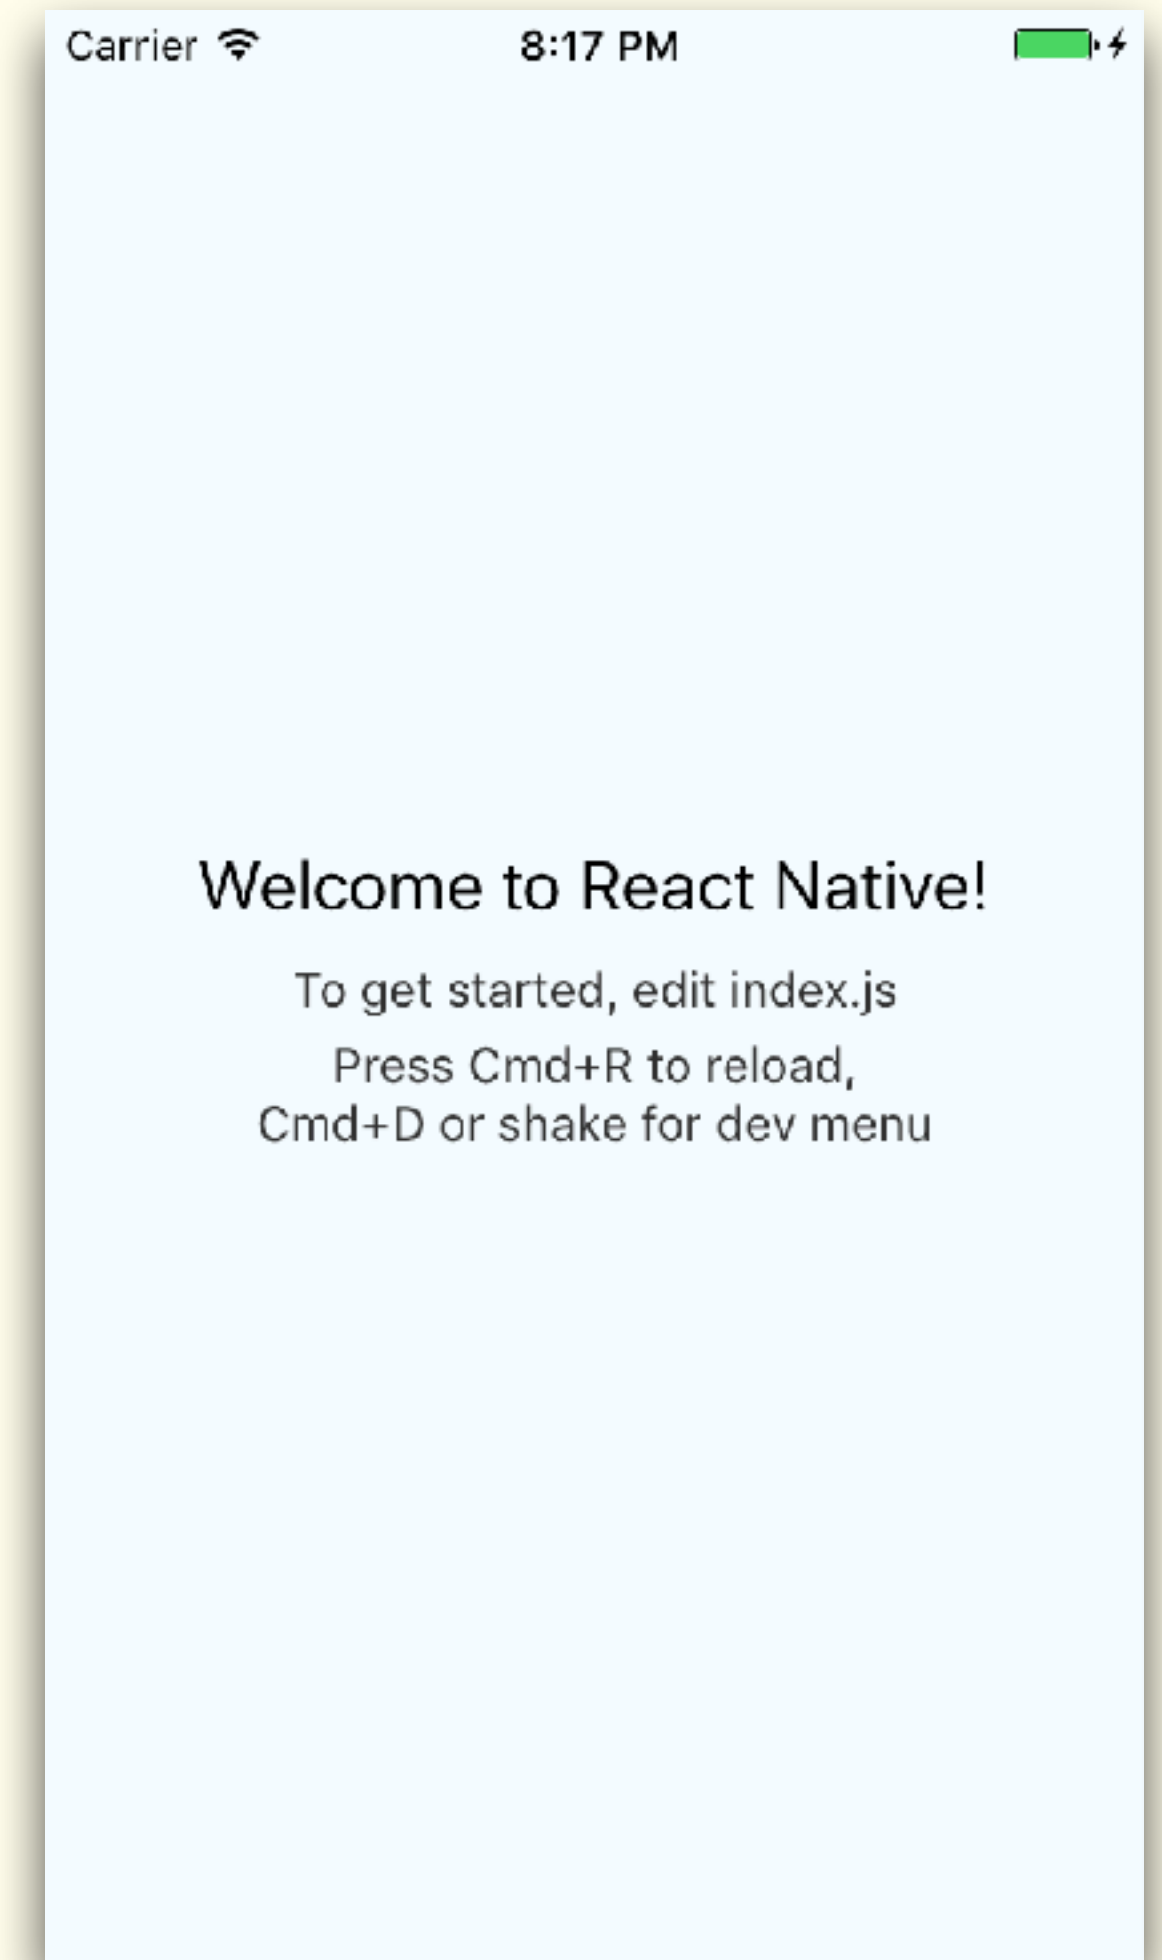 Carrier 8:17 PM
Welcome to React Native!
To get started, edit index.js
Press Cmd+R to reload,
Cmd+D or shake for dev menu